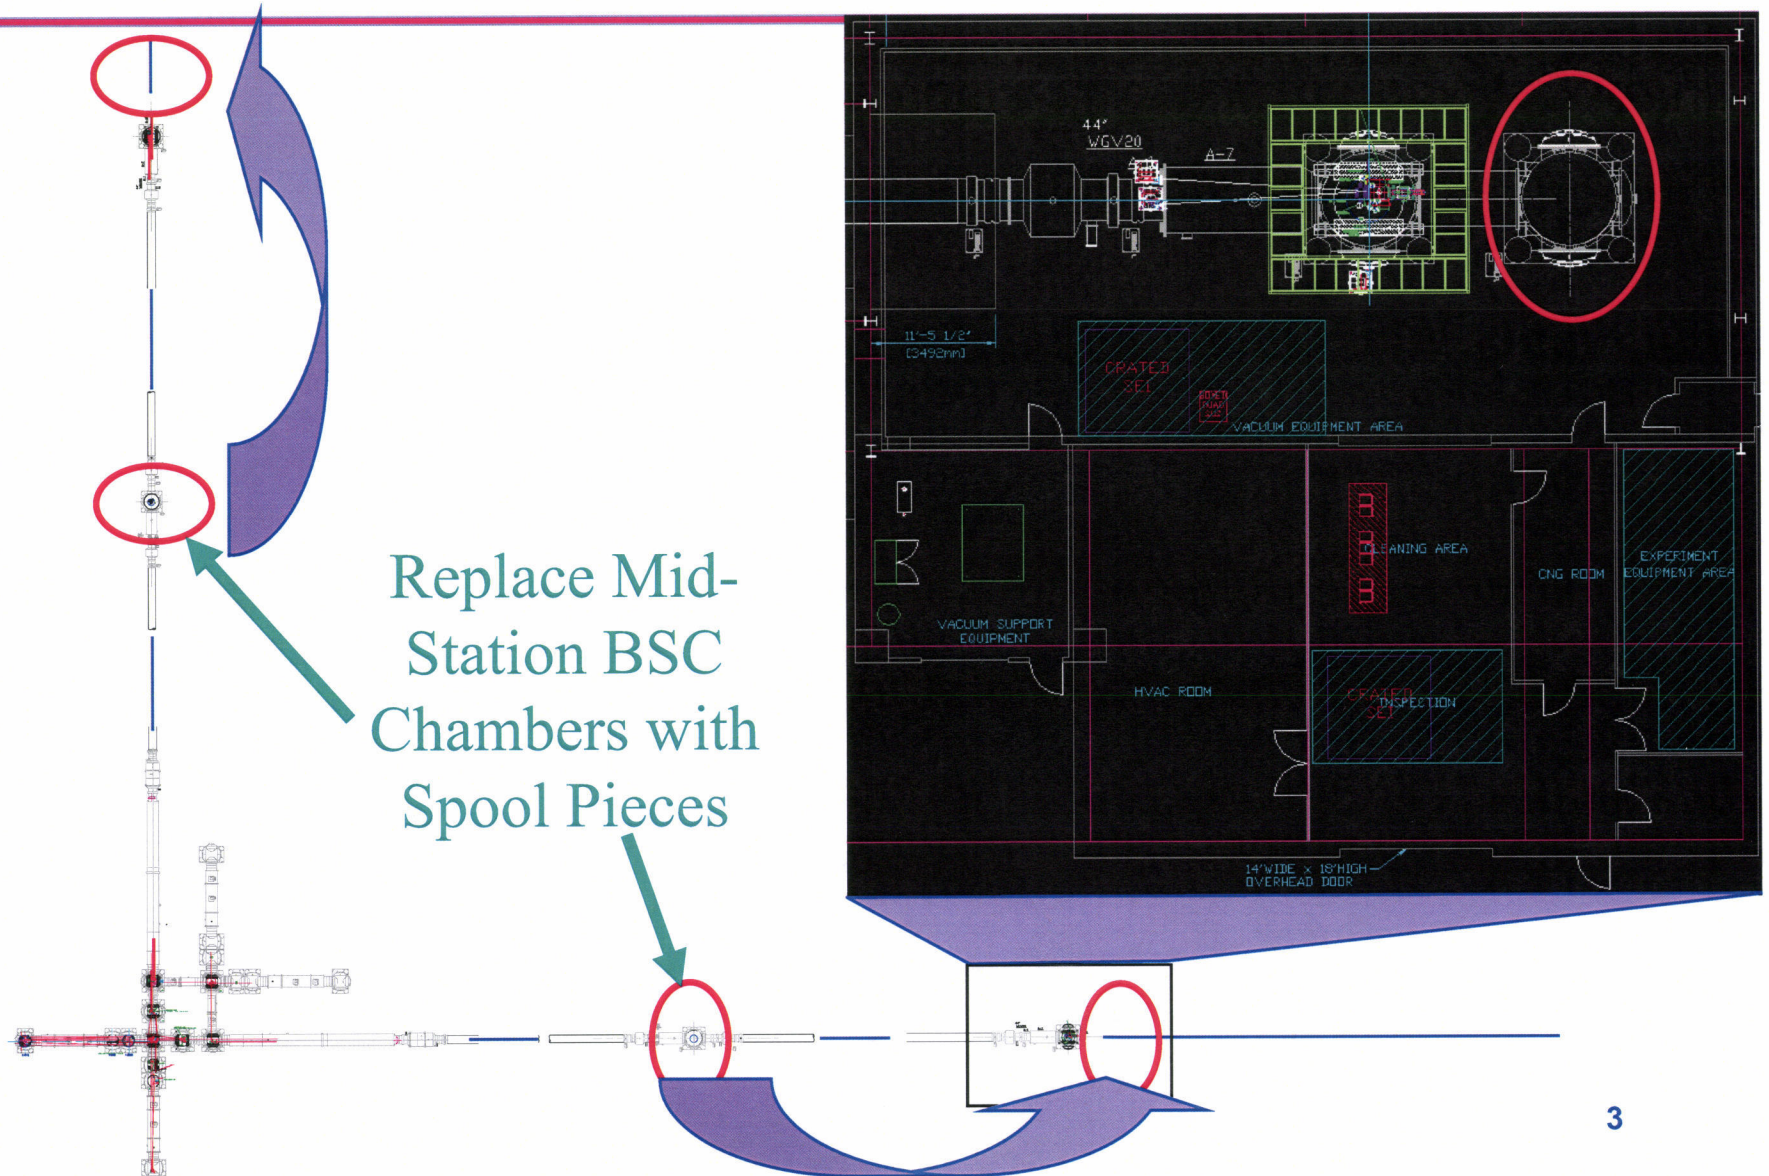 44"
WGV20
A-7
11'-5 1/2"
[3492mm]
CRATED
SEI
VACUUM EQUIPMENT AREA
Replace Mid-
Station BSC
Chambers with
Spool Pieces
CLEANING AREA
CNG ROOM
EXPERIMENT
EQUIPMENT AREA
VACUUM SUPPORT
EQUIPMENT
HVAC ROOM
CRATED
SEI
INSPECTION
14'WIDE x 18'HIGH
OVERHEAD DOOR
3